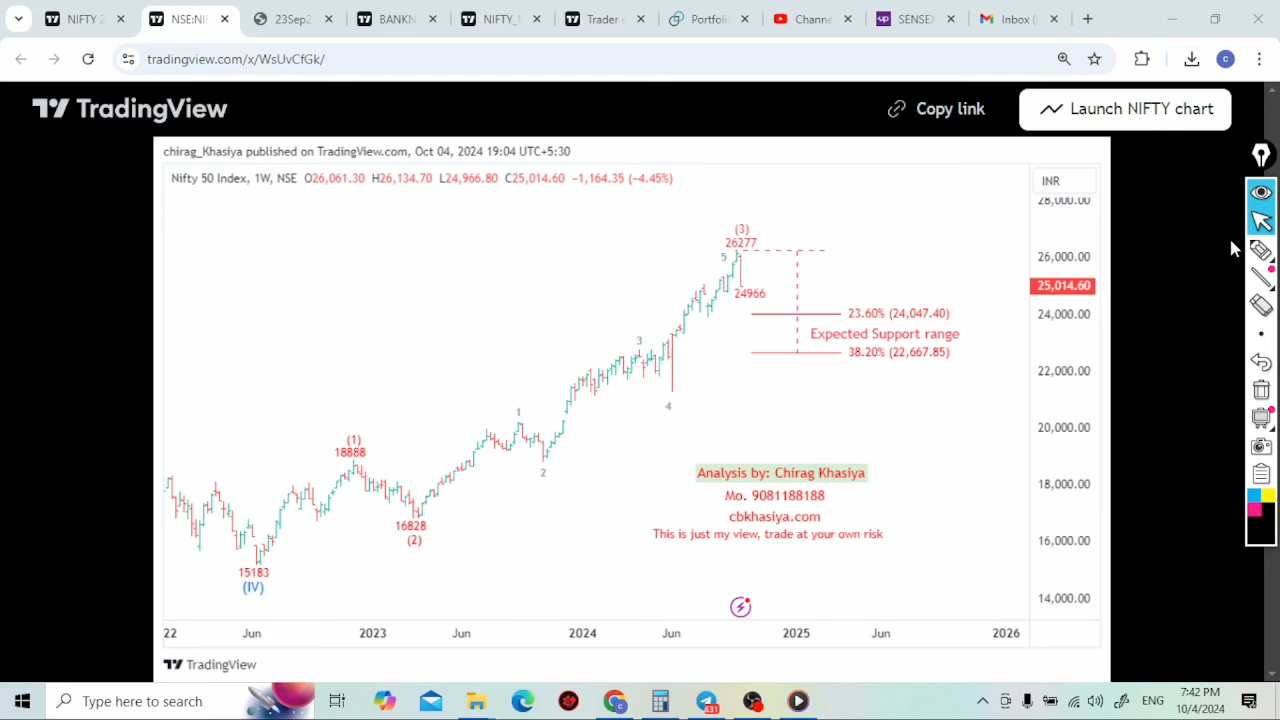 NIFTY 2
NSE:NI
23Sep2
BANKN
NIFTY_
Trader
Portfoli
Channe
SENSE
Inbox (
tradingview.com/x/WsUvCfGk/
C
TradingView
Copy link
Launch NIFTY chart
chirag_Khasiya published on TradingView.com, Oct 04, 2024 19:04 UTC+5:30
Nifty 50 Index, 1W, NSE O26,061.30 H26,134.70 L24,966.80 C25,014.60 −1,164.35 (−4.45%)
INR
28,000.00
(3)
26277
5
26,000.00
25,014.60
24966
23.60% (24,047.40)
24,000.00
Expected Support range
3
38.20% (22,667.85)
22,000.00
4
1
20,000.00
(1)
18888
2
Analysis by: Chirag Khasiya
18,000.00
Mo. 9081188188
16828
cbkhasiya.com
(2)
This is just my view, trade at your own risk
16,000.00
15183
(IV)
14,000.00
22 Jun 2023 Jun 2024 Jun 2025 Jun 2026
TradingView
Type here to search
631
ENG
7:42 PM
10/4/2024